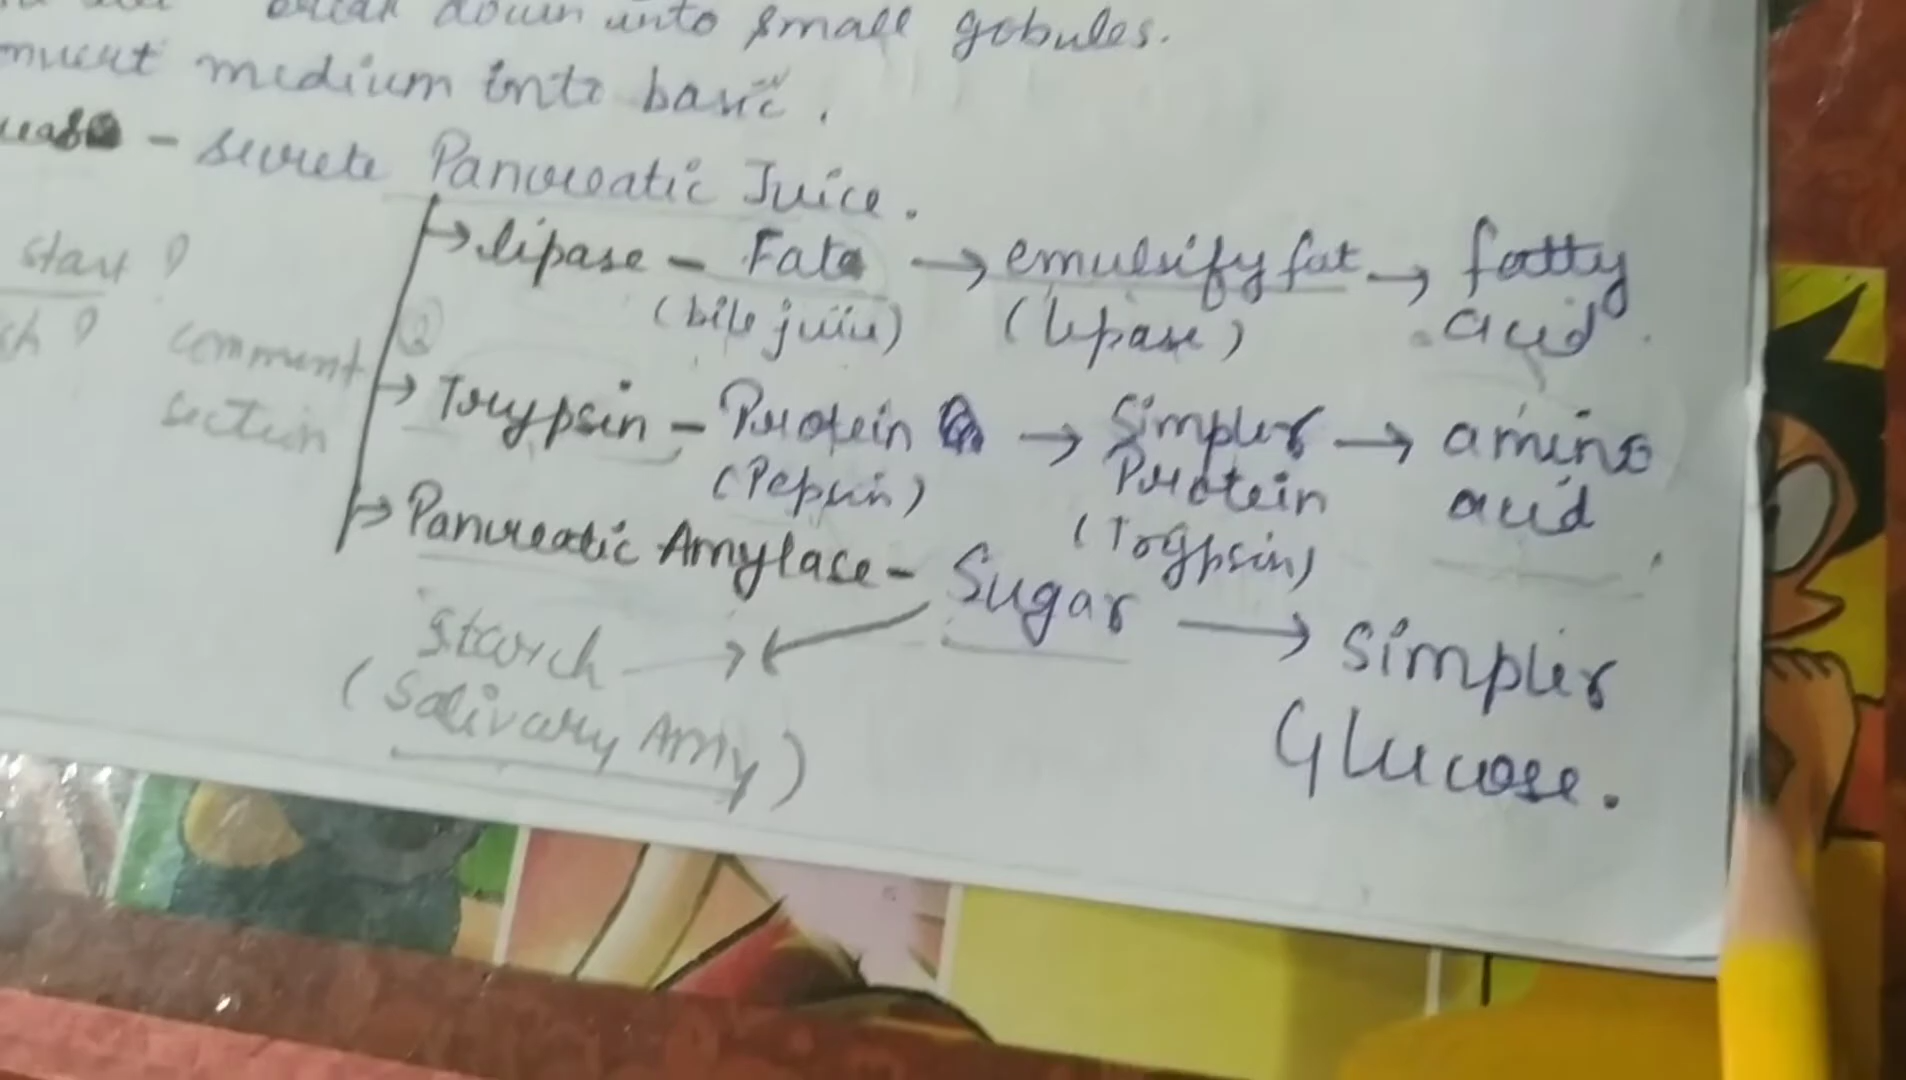 break down into small gobules.
medium into basic.
- secrete Pancreatic Juice.
start ?
→ lipase - Fat → emulsify fat → fatty acid
(bile juice) (lipase)
comment section
②
→ Trypsin - Protein → Simpler Protein → amino acid
(Pepsin) (Trypsin)
→ Pancreatic Amylase - Sugar → Simpler Glucose.
Starch →
(Salivary Amy)